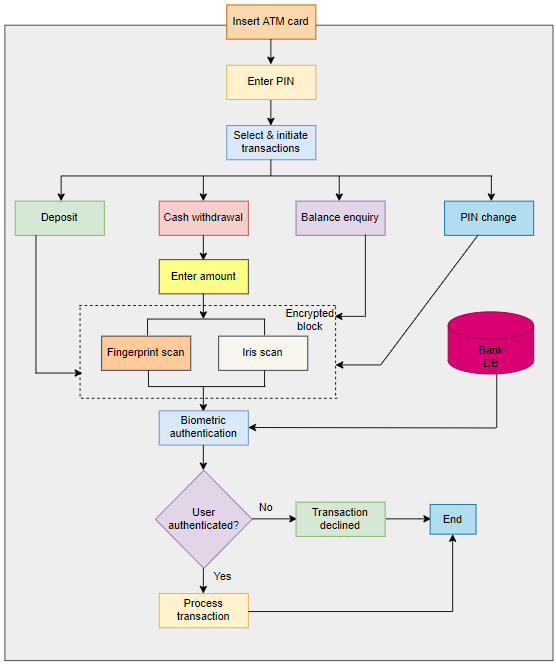 Insert ATM card
Enter PIN
Select & initiate
transactions
Deposit
Cash withdrawal
Balance enquiry
PIN change
Enter amount
Encrypted
block
Fingerprint scan
Iris scan
Bank
DB
Biometric
authentication
User
authenticated?
No
Transaction
declined
End
Yes
Process
transaction